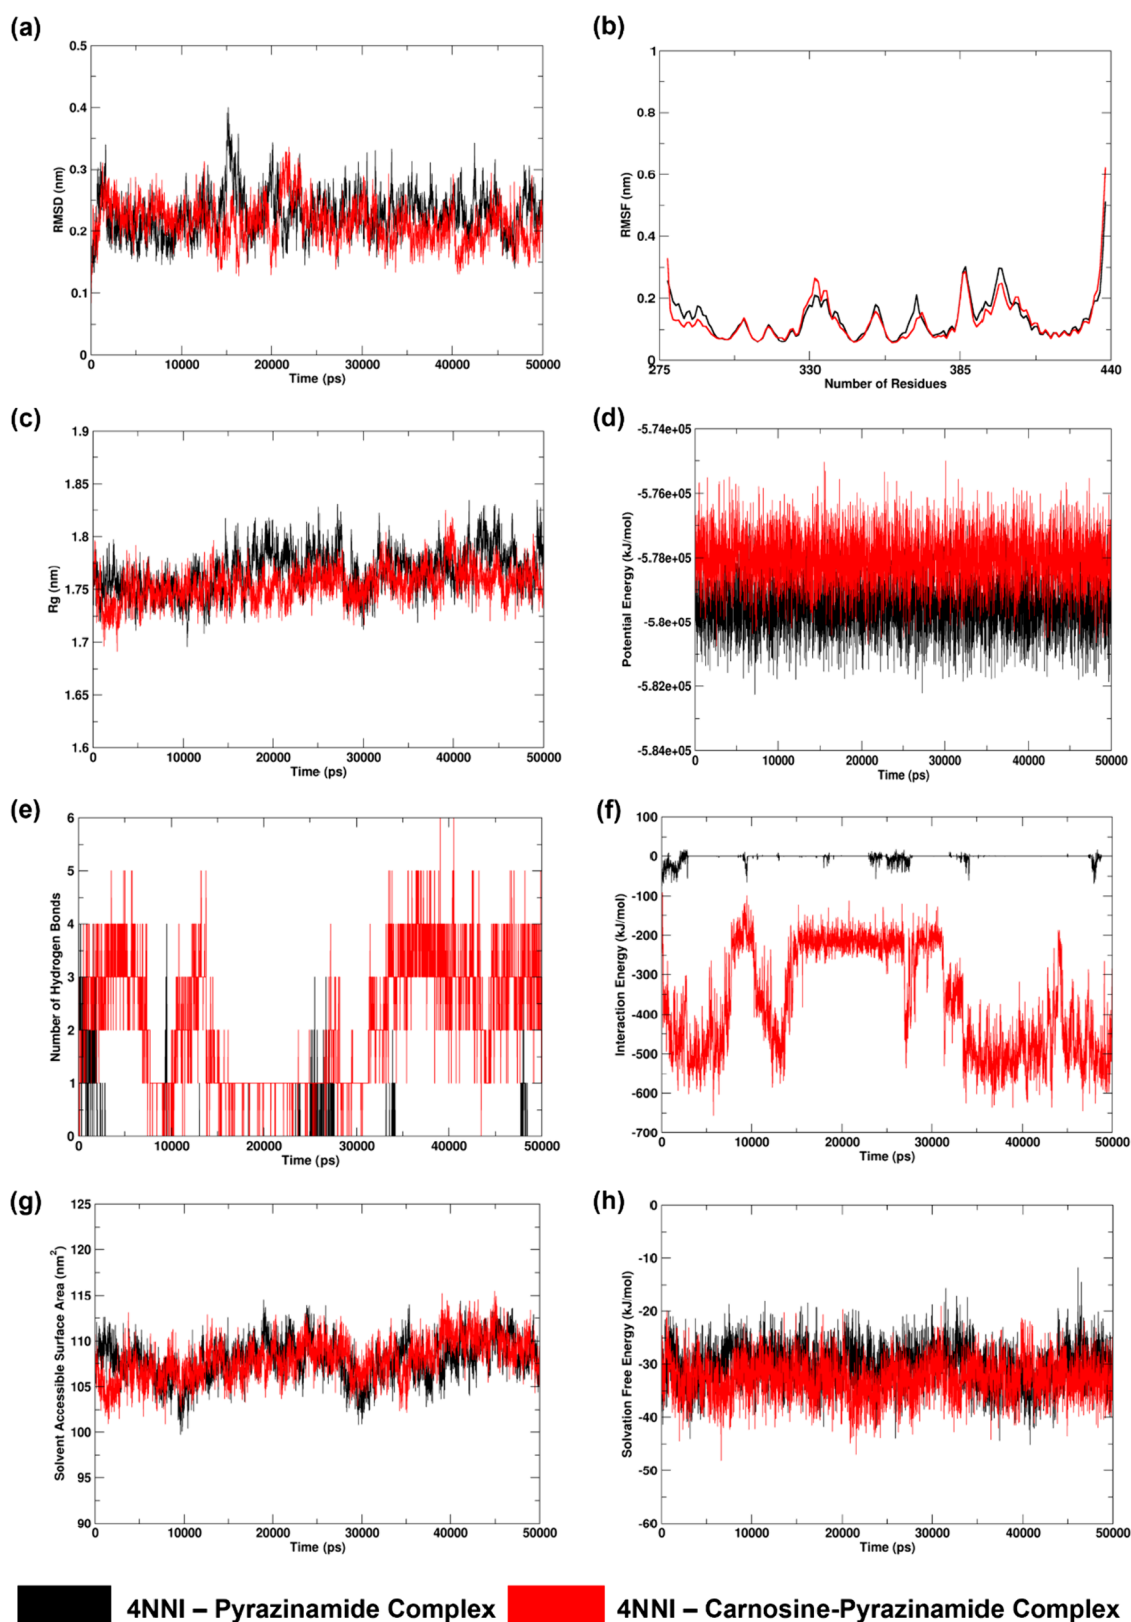 (a)
0.5
0.4
0.3
0.2
0.1
0
RMSD (nm)
0 10000 20000 30000 40000 50000
Time (ps)
(b)
1
0.8
0.6
0.4
0.2
0
RMSF (nm)
275 330 385 440
Number of Residues
(c)
1.9
1.85
1.8
1.75
1.7
1.65
1.6
Rg (nm)
0 10000 20000 30000 40000 50000
Time (ps)
(d)
-5.74e+05
-5.76e+05
-5.78e+05
-5.8e+05
-5.82e+05
-5.84e+05
Potential Energy (kJ/mol)
0 10000 20000 30000 40000 50000
Time (ps)
(e)
6
5
4
3
2
1
0
Number of Hydrogen Bonds
0 10000 20000 30000 40000 50000
Time (ps)
(f)
100
0
-100
-200
-300
-400
-500
-600
-700
Interaction Energy (kJ/mol)
0 10000 20000 30000 40000 50000
Time (ps)
(g)
125
120
115
110
105
100
95
90
Solvent Accessible Surface Area (nm²)
0 10000 20000 30000 40000 50000
Time (ps)
(h)
0
-10
-20
-30
-40
-50
-60
Solvation Free Energy (kJ/mol)
0 10000 20000 30000 40000 50000
Time (ps)
4NNI – Pyrazinamide Complex
4NNI – Carnosine-Pyrazinamide Complex